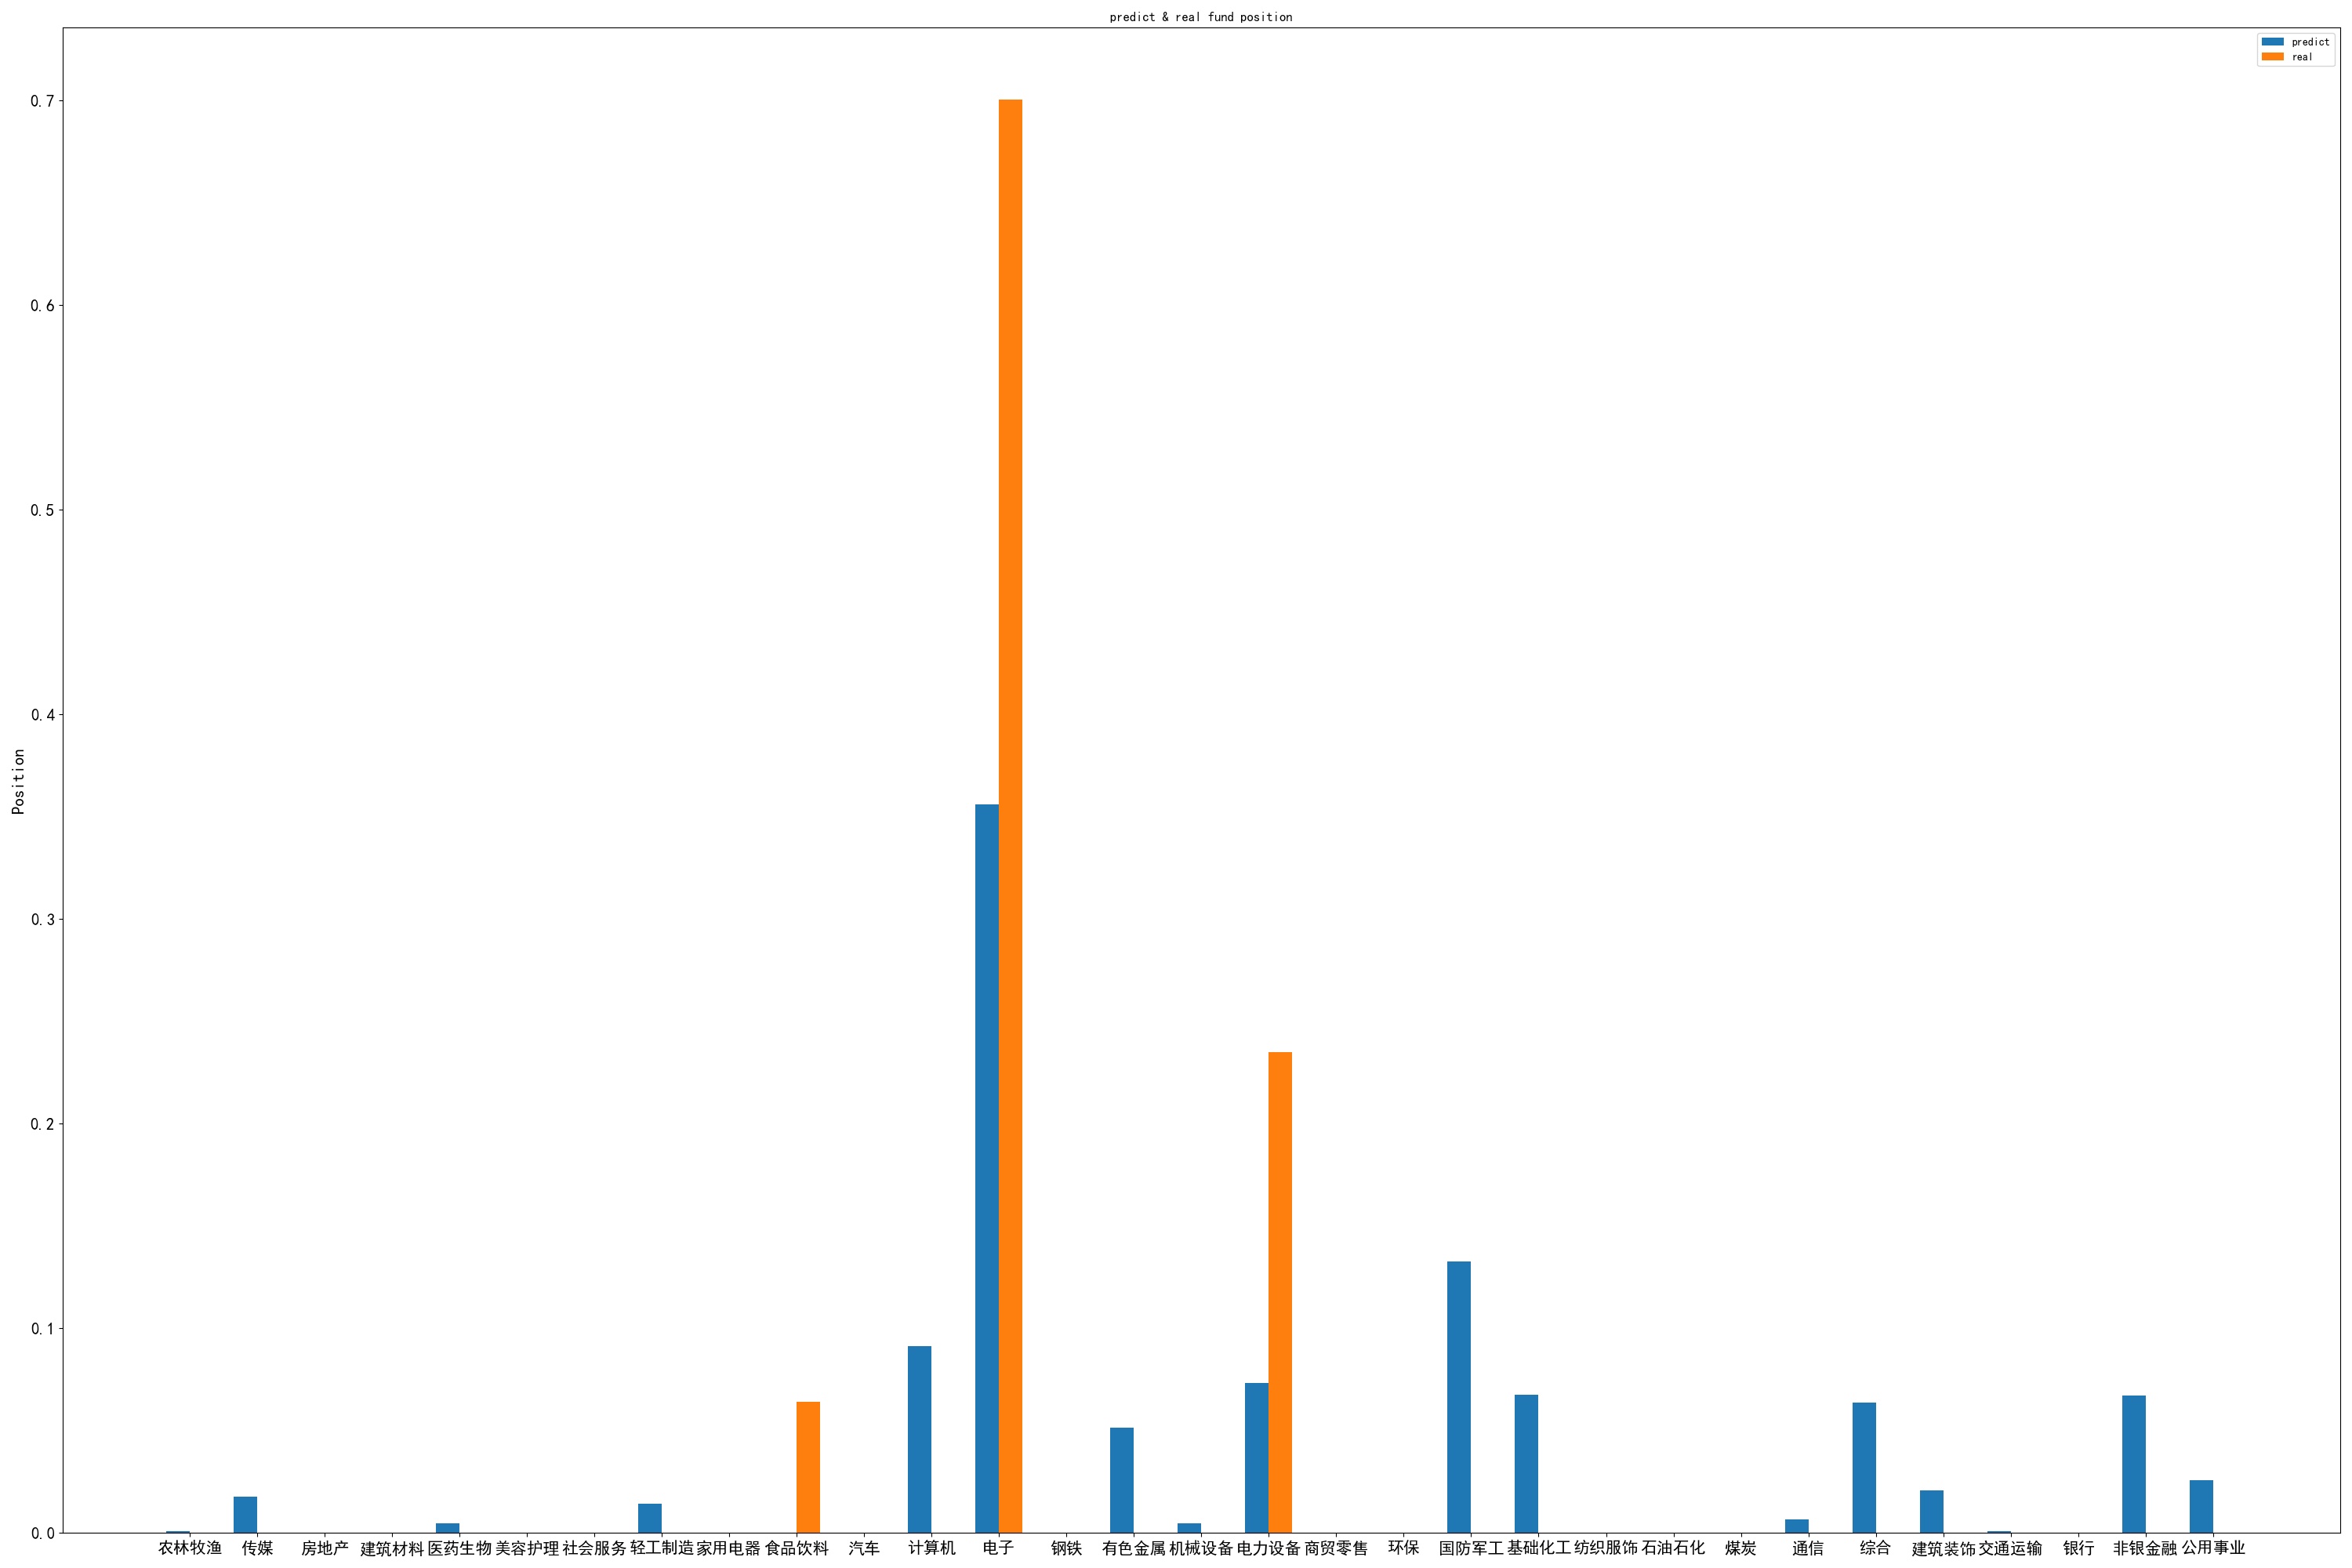 predict & real fund position
predict
real
0.7
0.6
0.5
0.4
0.3
0.2
0.1
0.0
Position
农林牧渔 传媒 房地产 建筑材料 医药生物 美容护理 社会服务 轻工制造 家用电器 食品饮料 汽车 计算机 电子 钢铁 有色金属 机械设备 电力设备 商贸零售 环保 国防军工 基础化工 纺织服饰 石油石化 煤炭 通信 综合 建筑装饰 交通运输 银行 非银金融 公用事业